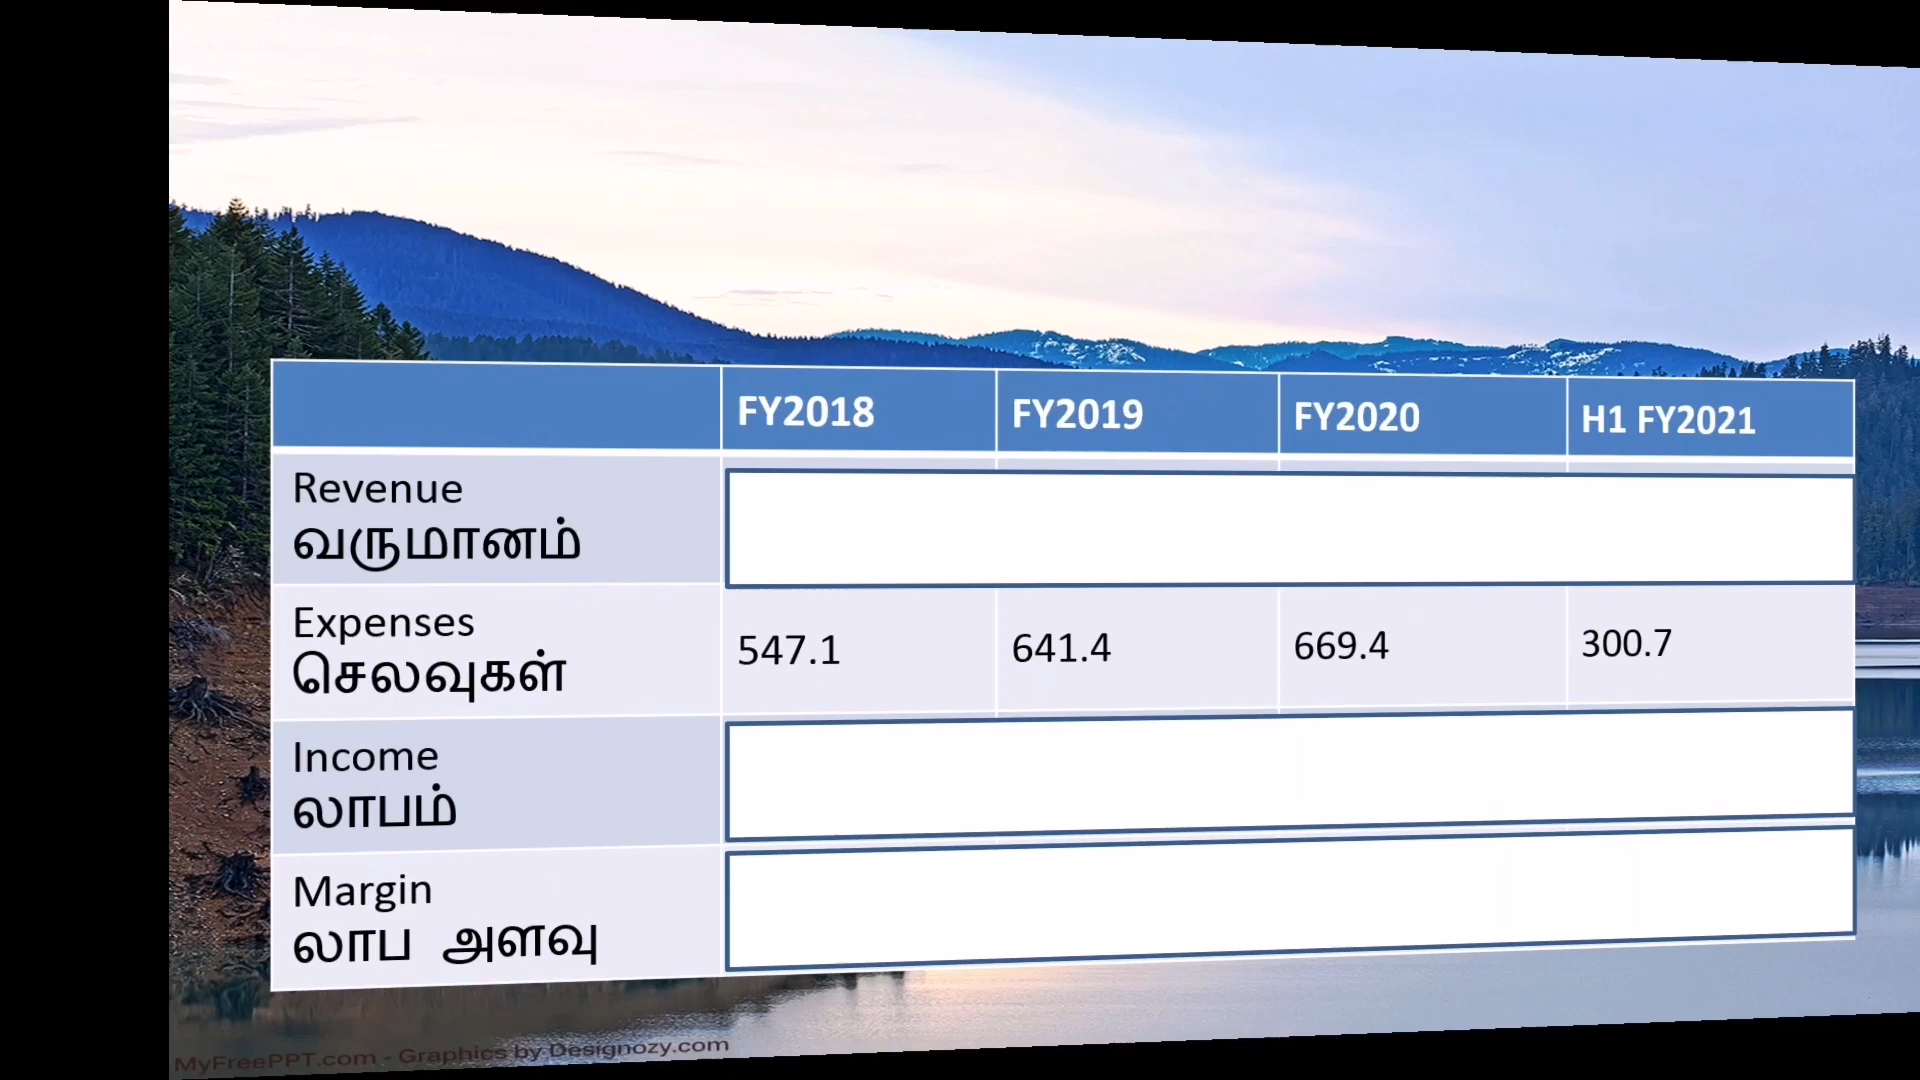 FY2018 FY2019 FY2020 H1 FY2021
Revenue
வருமானம்
Expenses
செலவுகள்
547.1 641.4 669.4 300.7
Income
லாபம்
Margin
லாப அளவு
MyFreePPT.com - Graphics by Designozy.com